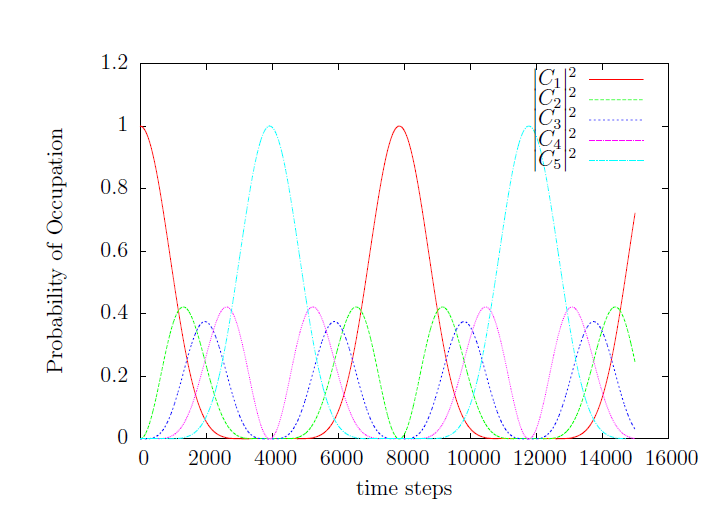 1.2
1
0.8
0.6
0.4
0.2
0
0 2000 4000 6000 8000 10000 12000 14000 16000
Probability of Occupation
time steps
|C₁|²
|C₂|²
|C₃|²
|C₄|²
|C₅|²